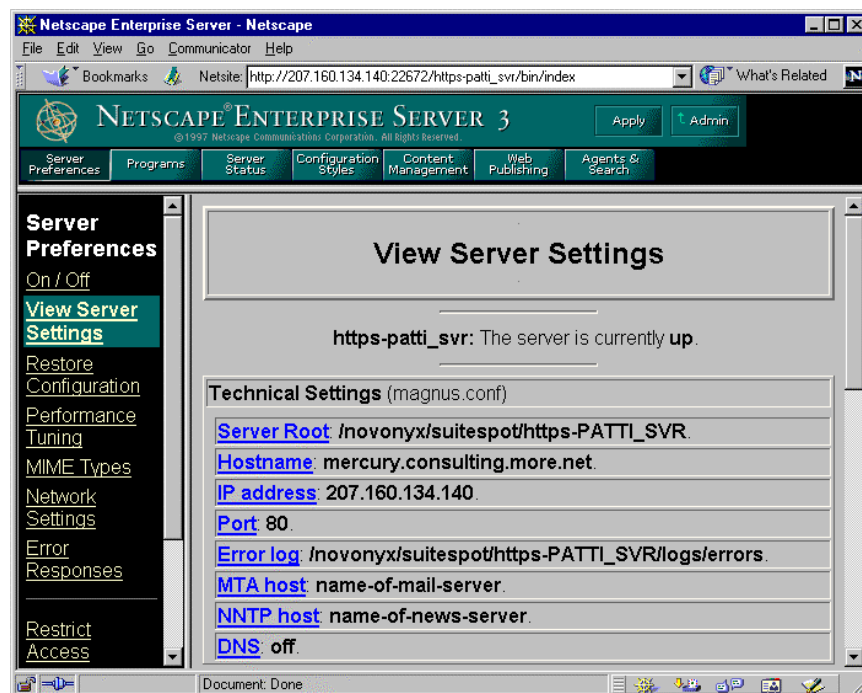 Netscape Enterprise Server - Netscape
File Edit View Go Communicator Help
Bookmarks Netsite: http://207.160.134.140:22672/https-patti_svr/bin/index What's Related N
NETSCAPE® ENTERPRISE SERVER 3
©1997 Netscape Communications Corporation. All Rights Reserved.
Apply
Admin
Server Preferences
Programs
Server Status
Configuration Styles
Content Management
Web Publishing
Agents & Search
Server
Preferences
On / Off
View Server
Settings
Restore
Configuration
Performance
Tuning
MIME Types
Network
Settings
Error
Responses
Restrict
Access
View Server Settings
https-patti_svr: The server is currently up.
Technical Settings (magnus.conf)
Server Root: /novonyx/suitespot/https-PATTI_SVR.
Hostname: mercury.consulting.more.net.
IP address: 207.160.134.140.
Port: 80.
Error log: /novonyx/suitespot/https-PATTI_SVR/logs/errors.
MTA host: name-of-mail-server.
NNTP host: name-of-news-server.
DNS: off.
Document: Done